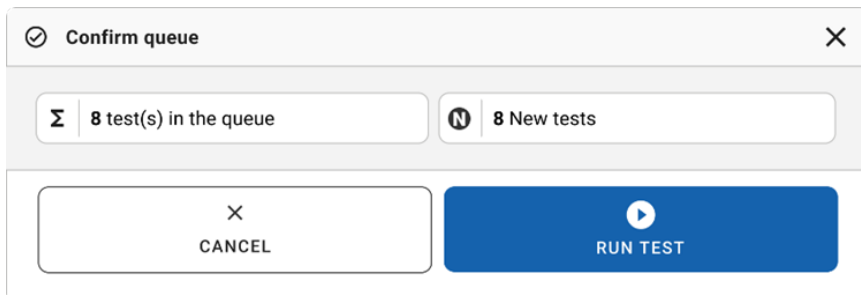 Confirm queue
Σ 8 test(s) in the queue
N 8 New tests
CANCEL
RUN TEST